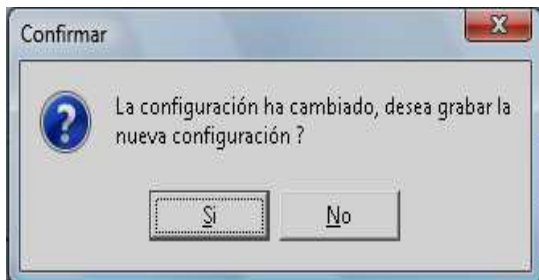 Confirmar
La configuración ha cambiado, desea grabar la
nueva configuración ?
Si
No